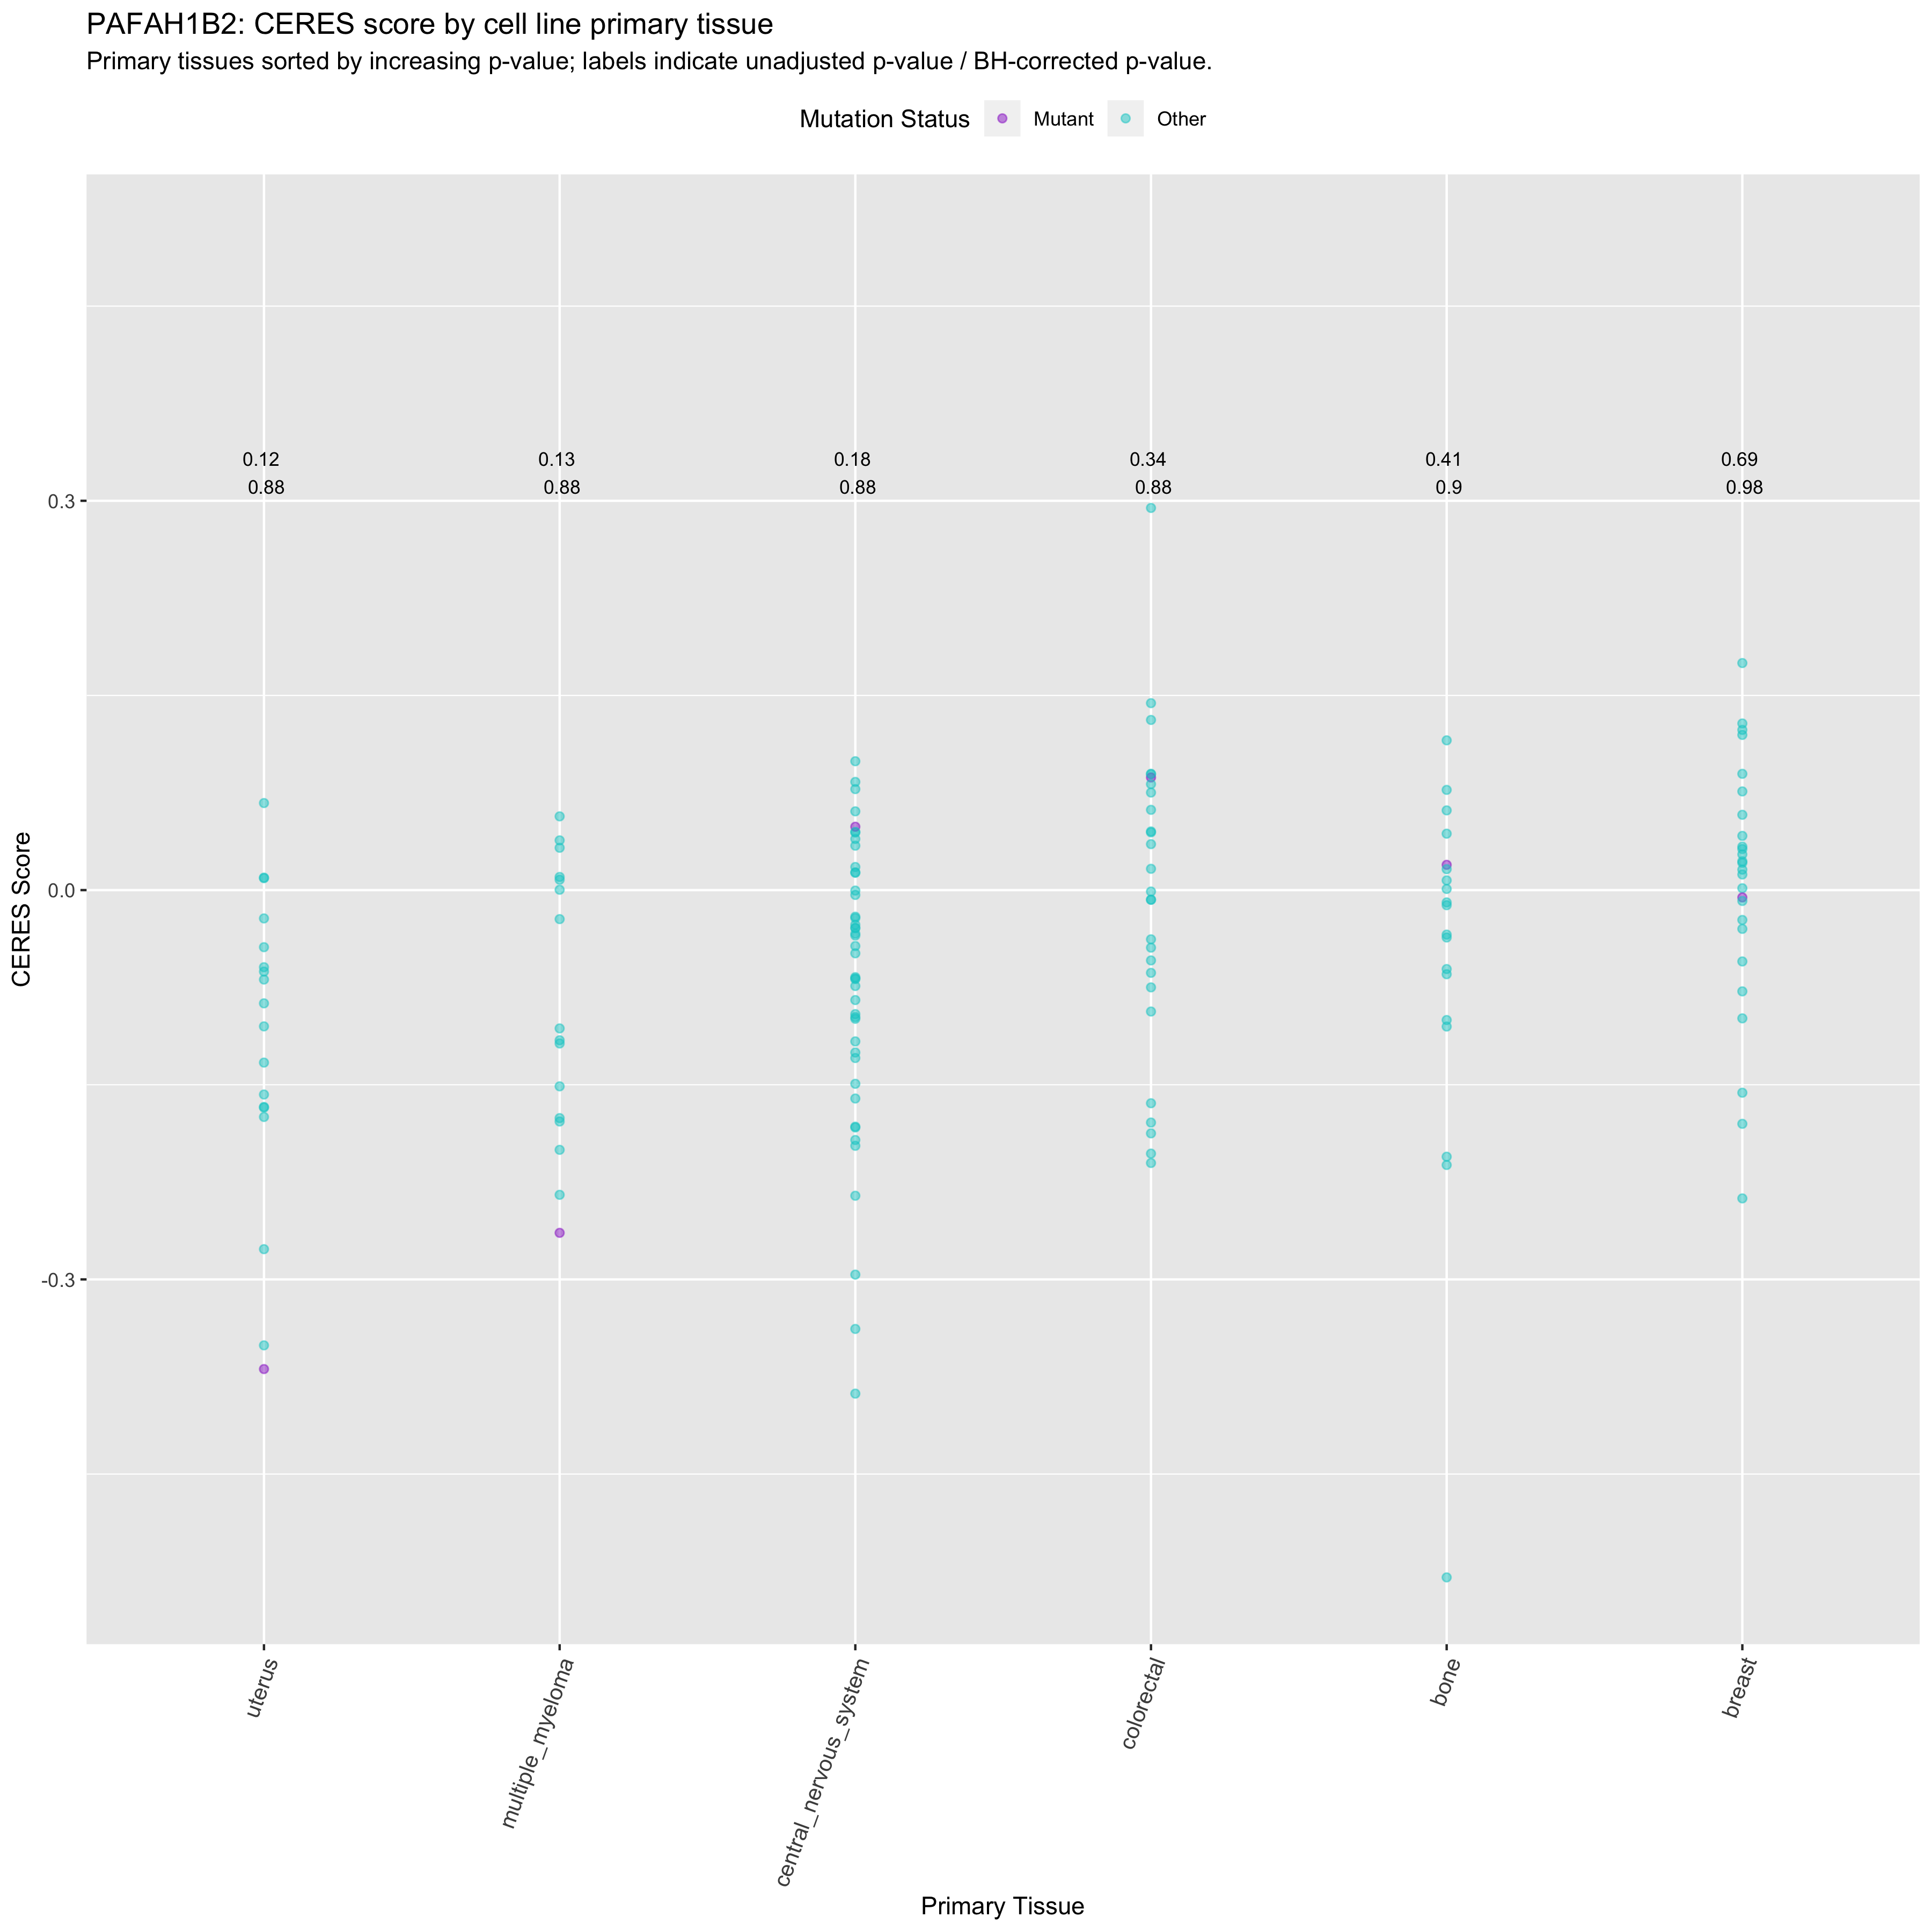 PAFAH1B2: CERES score by cell line primary tissue
Primary tissues sorted by increasing p-value; labels indicate unadjusted p-value / BH-corrected p-value.
Mutation Status Mutant Other
0.12 0.13 0.18 0.34 0.41 0.69
0.88 0.88 0.88 0.88 0.9 0.98
0.3
0.0
-0.3
CERES Score
uterus
multiple_myeloma
central_nervous_system
colorectal
bone
breast
Primary Tissue